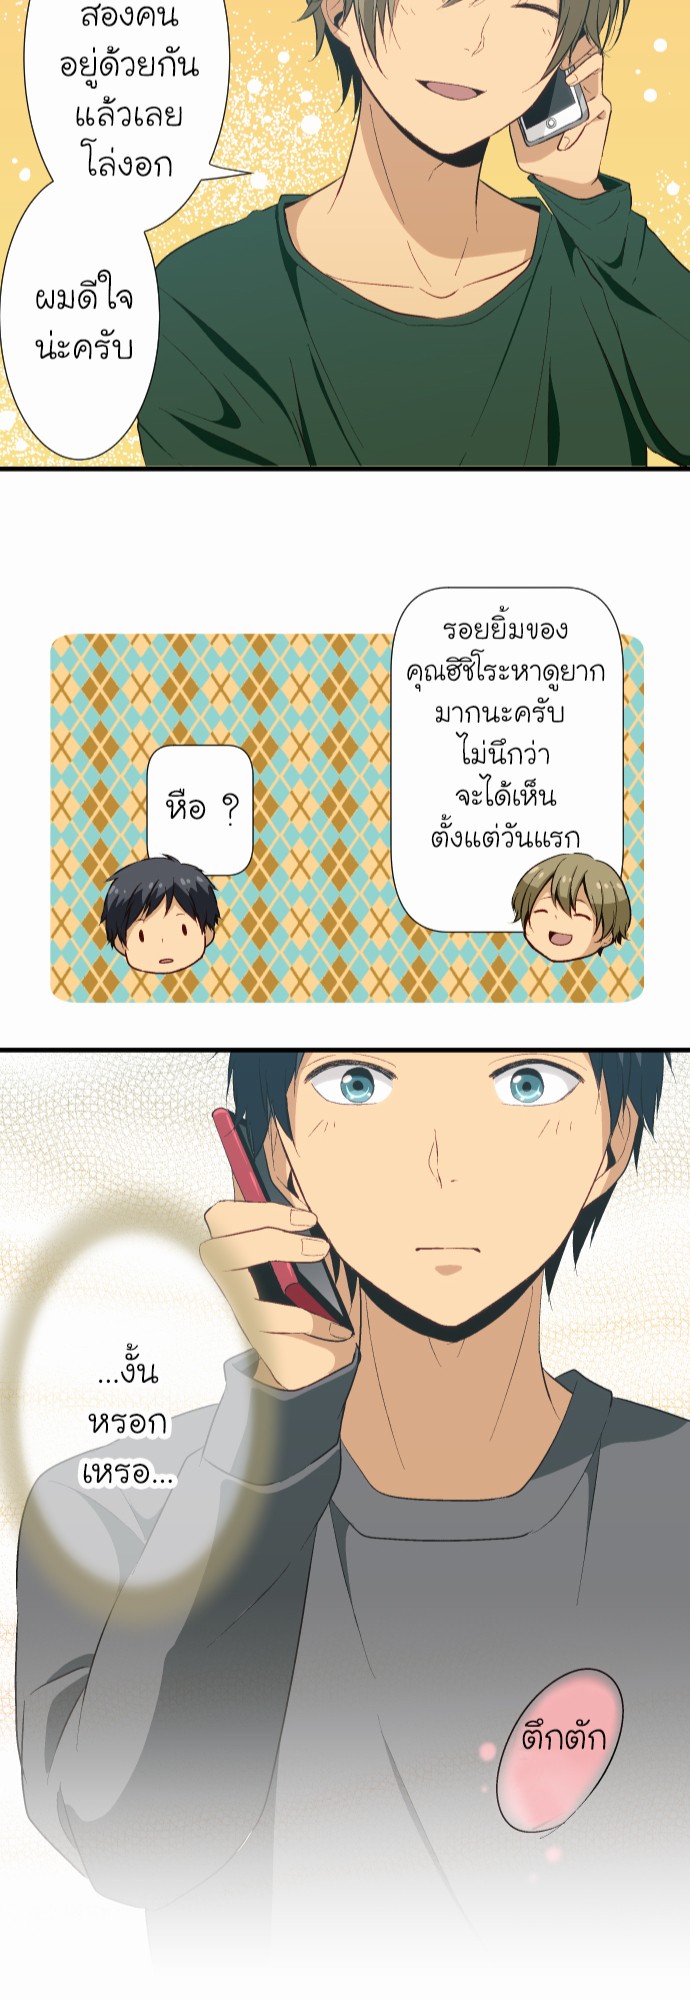 สองคน
อยู่ด้วยกัน
แล้วเลย
โล่งอก
ผมดีใจ
น่ะครับ
รอยยิ้มของ
คุณฮิชิโระหาดูยาก
มากนะครับ
ไม่นึกว่า
จะได้เห็น
ตั้งแต่วันแรก
หือ ?
...งั้น
หรอก
เหรอ...
ตึกตัก